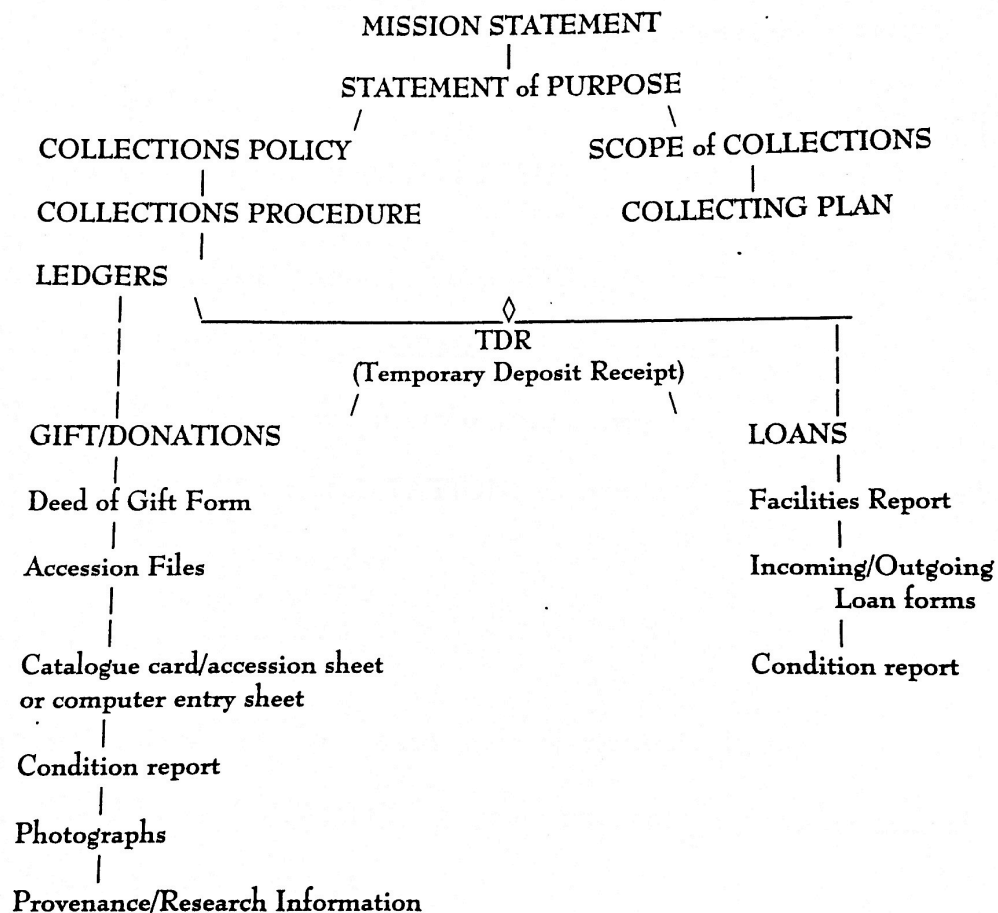 MISSION STATEMENT
STATEMENT of PURPOSE
COLLECTIONS POLICY
SCOPE of COLLECTIONS
COLLECTIONS PROCEDURE
COLLECTING PLAN
LEDGERS
TDR
(Temporary Deposit Receipt)
GIFT/DONATIONS
LOANS
Deed of Gift Form
Facilities Report
Accession Files
Incoming/Outgoing
Loan forms
Catalogue card/accession sheet
or computer entry sheet
Condition report
Condition report
Photographs
Provenance/Research Information